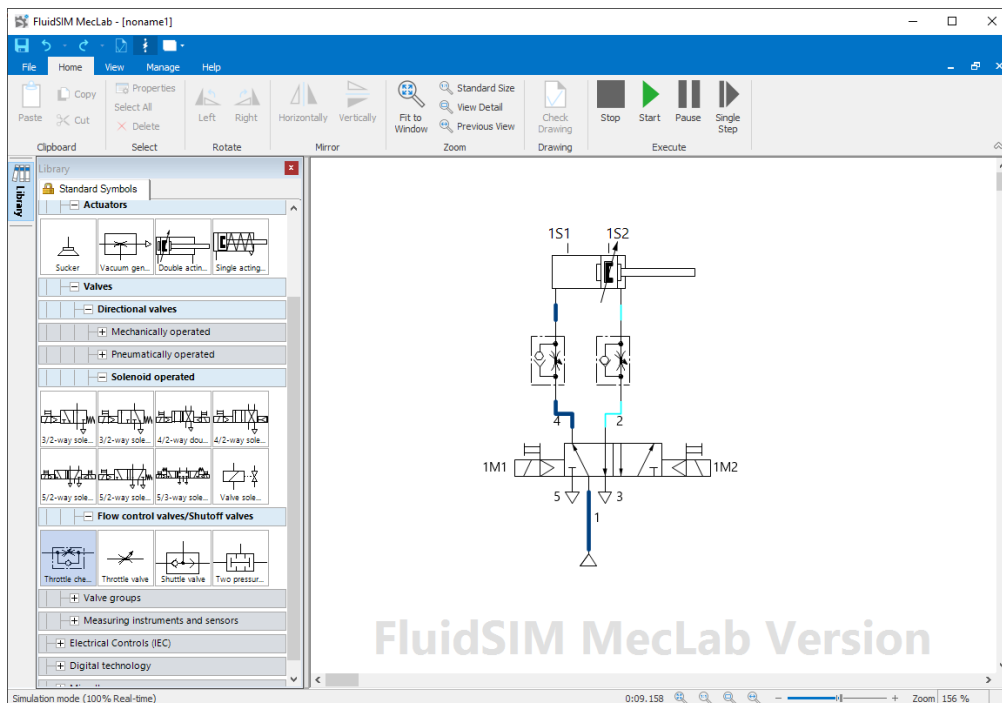 FluidSIM MecLab - [noname1]
File Home View Manage Help
Paste
Copy
Cut
Clipboard
Properties
Select All
Delete
Select
Left Right
Rotate
Horizontally Vertically
Mirror
Fit to Window
Standard Size
View Detail
Previous View
Zoom
Check Drawing
Drawing
Stop Start Pause Single Step
Execute
Library
Library
Standard Symbols
Actuators
Sucker Vacuum gen... Double actin... Single acting...
Valves
Directional valves
Mechanically operated
Pneumatically operated
Solenoid operated
3/2-way sole... 3/2-way sole... 4/2-way dou... 4/2-way sole...
5/2-way sole... 5/2-way sole... 5/3-way sole... Valve sole...
Flow control valves/Shutoff valves
Throttle che... Throttle valve Shuttle valve Two pressur...
Valve groups
Measuring instruments and sensors
Electrical Controls (IEC)
Digital technology
1S1 1S2
4 2
1M1 1M2
5 3
1
FluidSIM MecLab Version
Simulation mode (100% Real-time)
0:09.158
Zoom 156 %